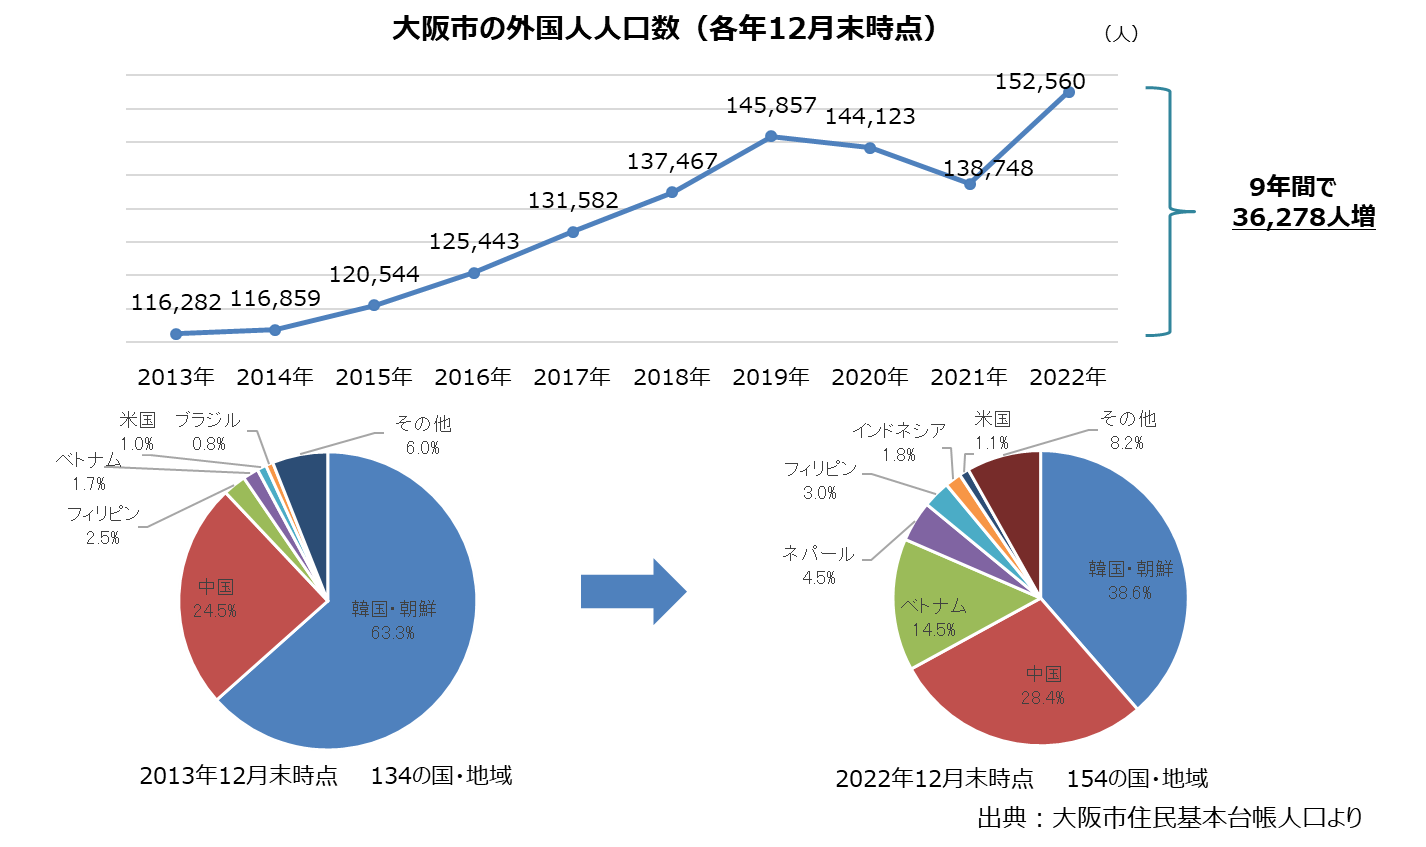 大阪市の外国人人口数（各年12月末時点）
（人）
116,282
116,859
120,544
125,443
131,582
137,467
145,857
144,123
138,748
152,560
2013年
2014年
2015年
2016年
2017年
2018年
2019年
2020年
2021年
2022年
9年間で
36,278人増
韓国・朝鮮
63.3%
中国
24.5%
フィリピン
2.5%
ベトナム
1.7%
米国
1.0%
ブラジル
0.8%
その他
6.0%
2013年12月末時点　134の国・地域
韓国・朝鮮
38.6%
中国
28.4%
ベトナム
14.5%
ネパール
4.5%
フィリピン
3.0%
インドネシア
1.8%
米国
1.1%
その他
8.2%
2022年12月末時点　154の国・地域
出典：大阪市住民基本台帳人口より